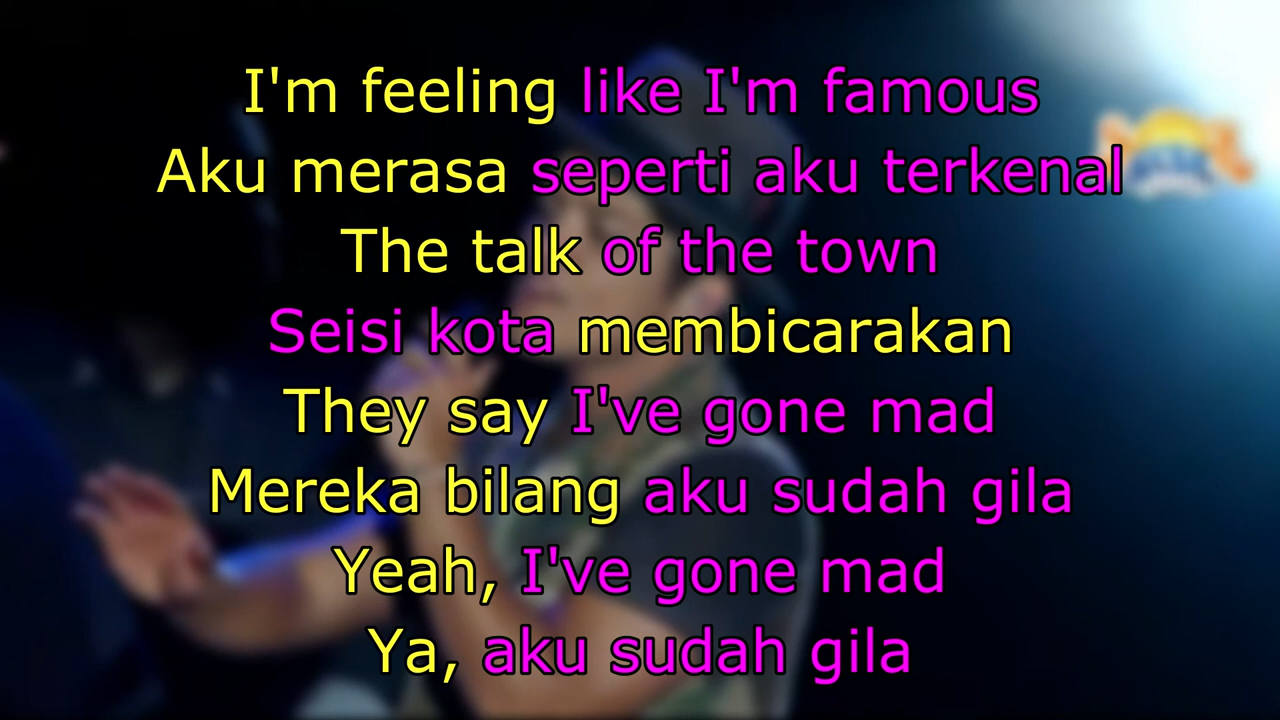 I'm feeling like I'm famous
Aku merasa seperti aku terkenal
The talk of the town
Seisi kota membicarakan
They say I've gone mad
Mereka bilang aku sudah gila
Yeah, I've gone mad
Ya, aku sudah gila